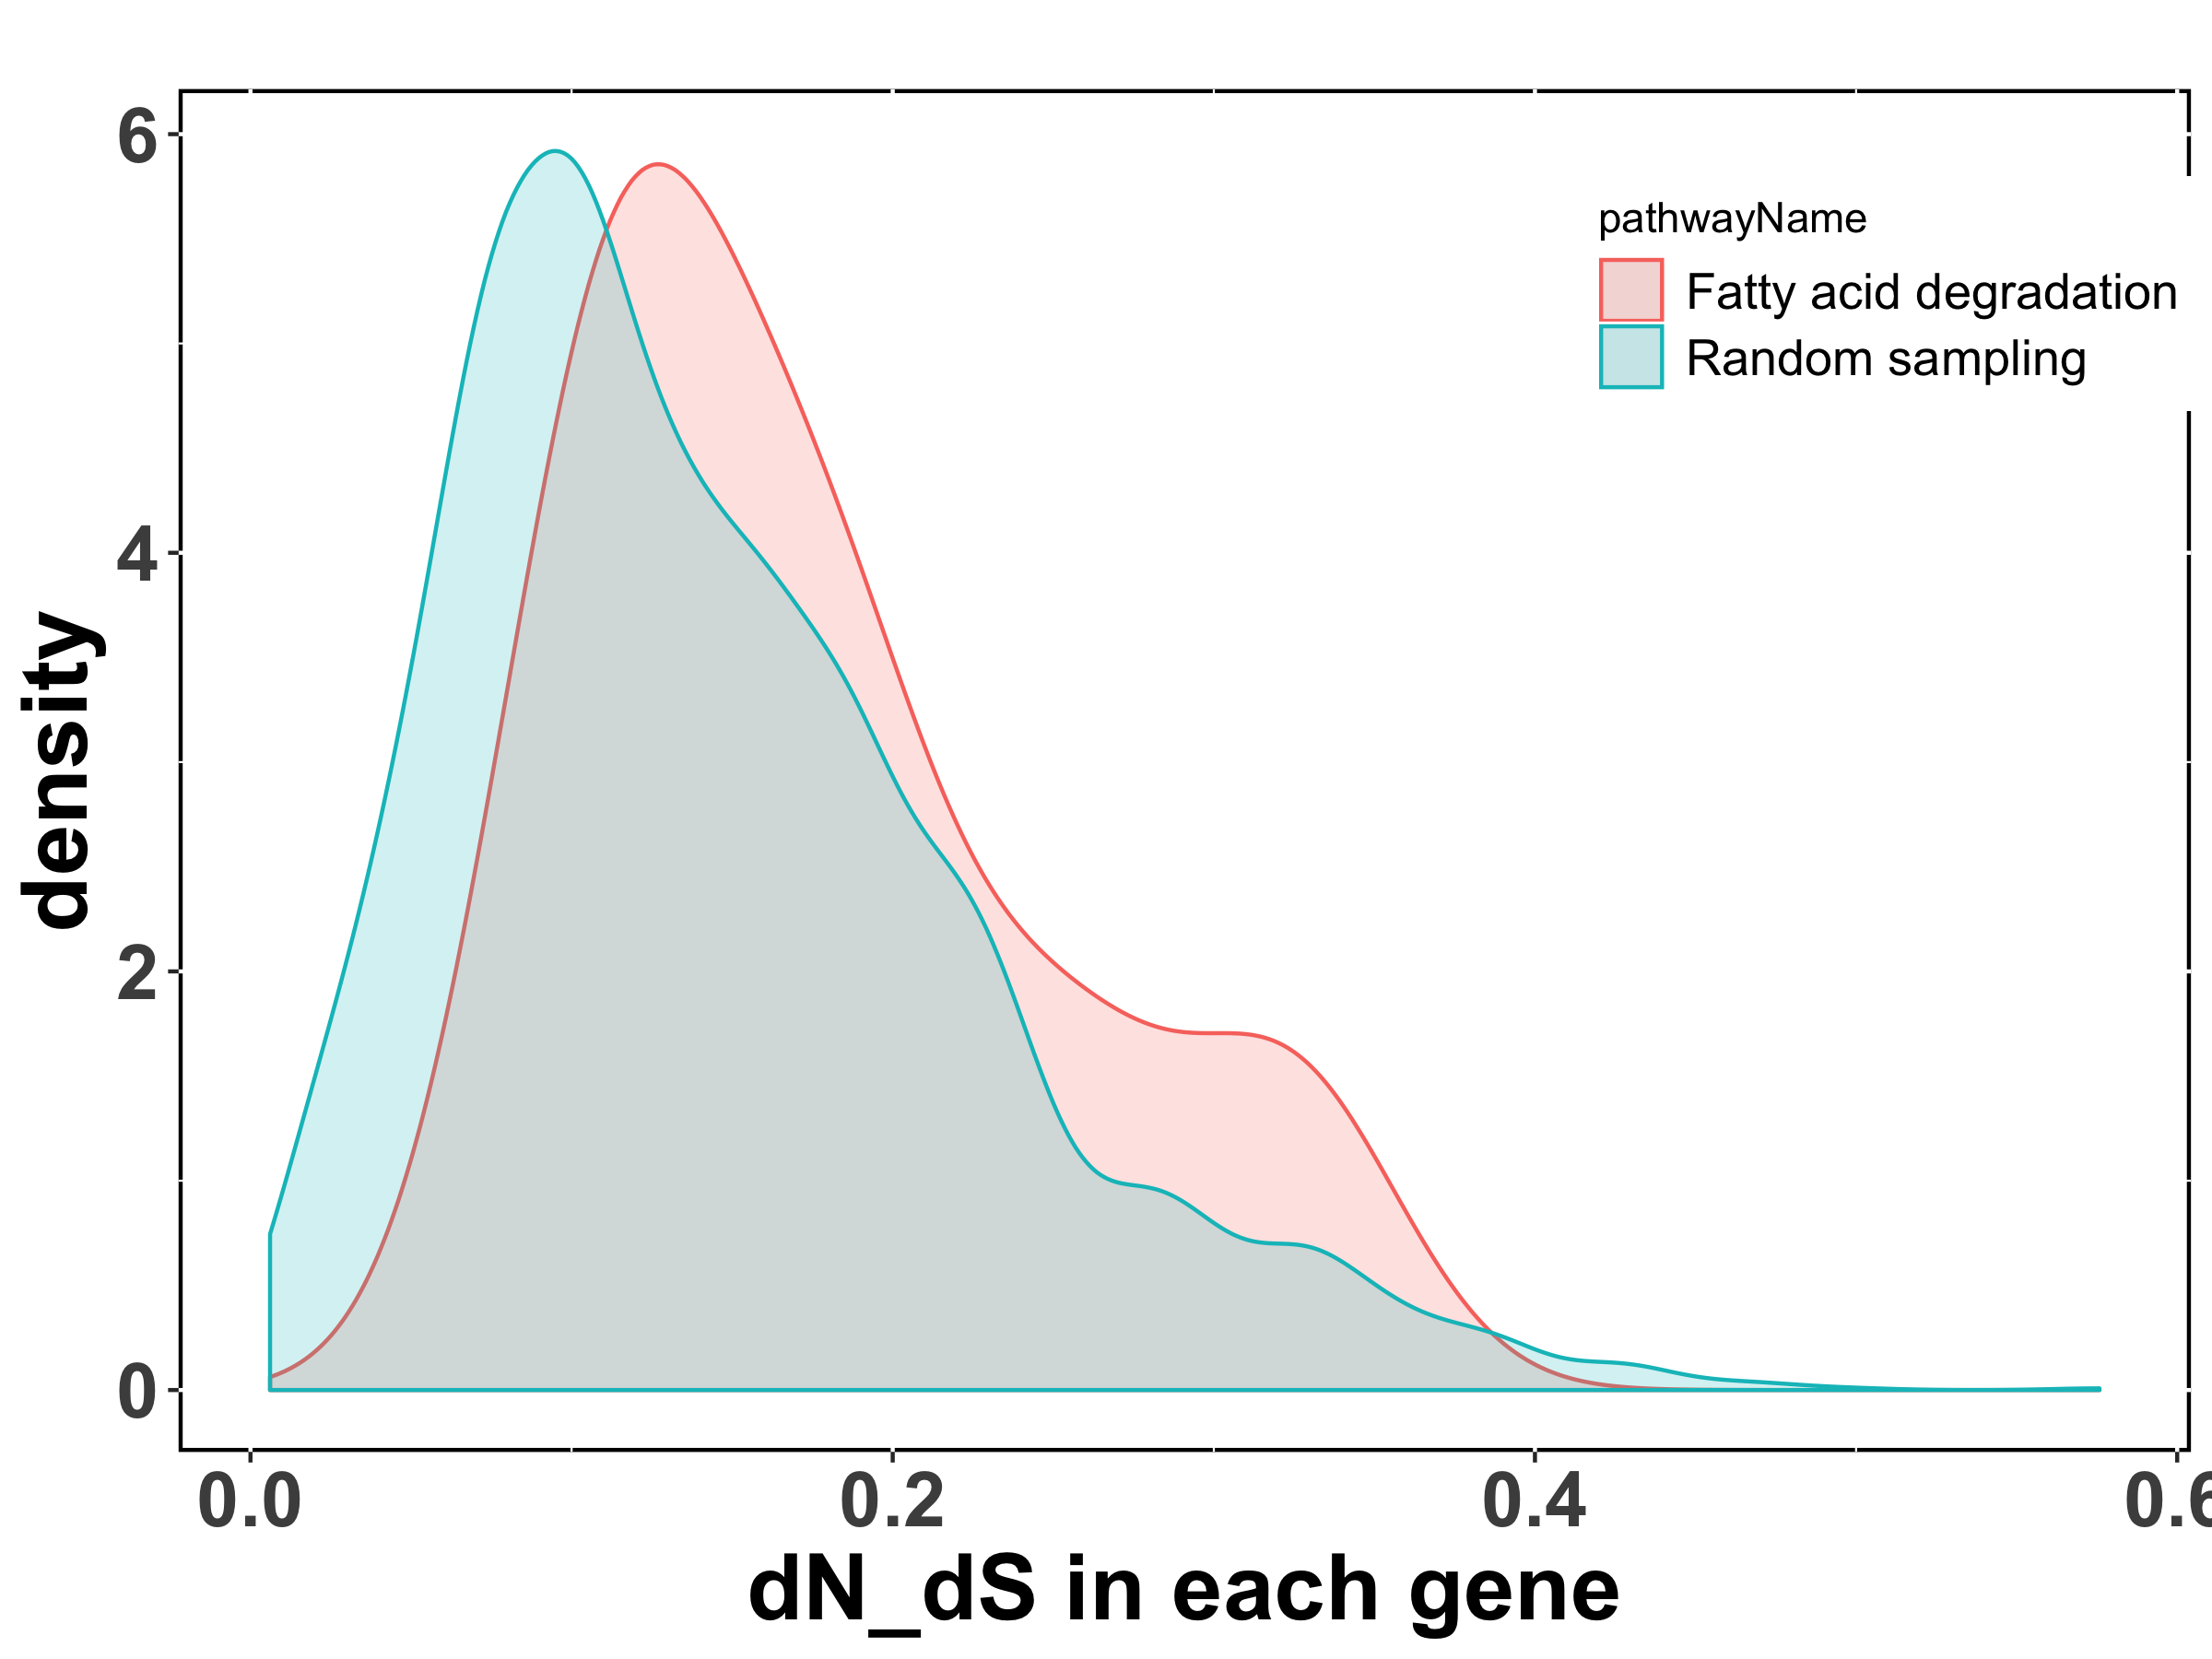 6
4
2
0
density
pathwayName
Fatty acid degradation
Random sampling
0.0 0.2 0.4 0.6
dN_dS in each gene